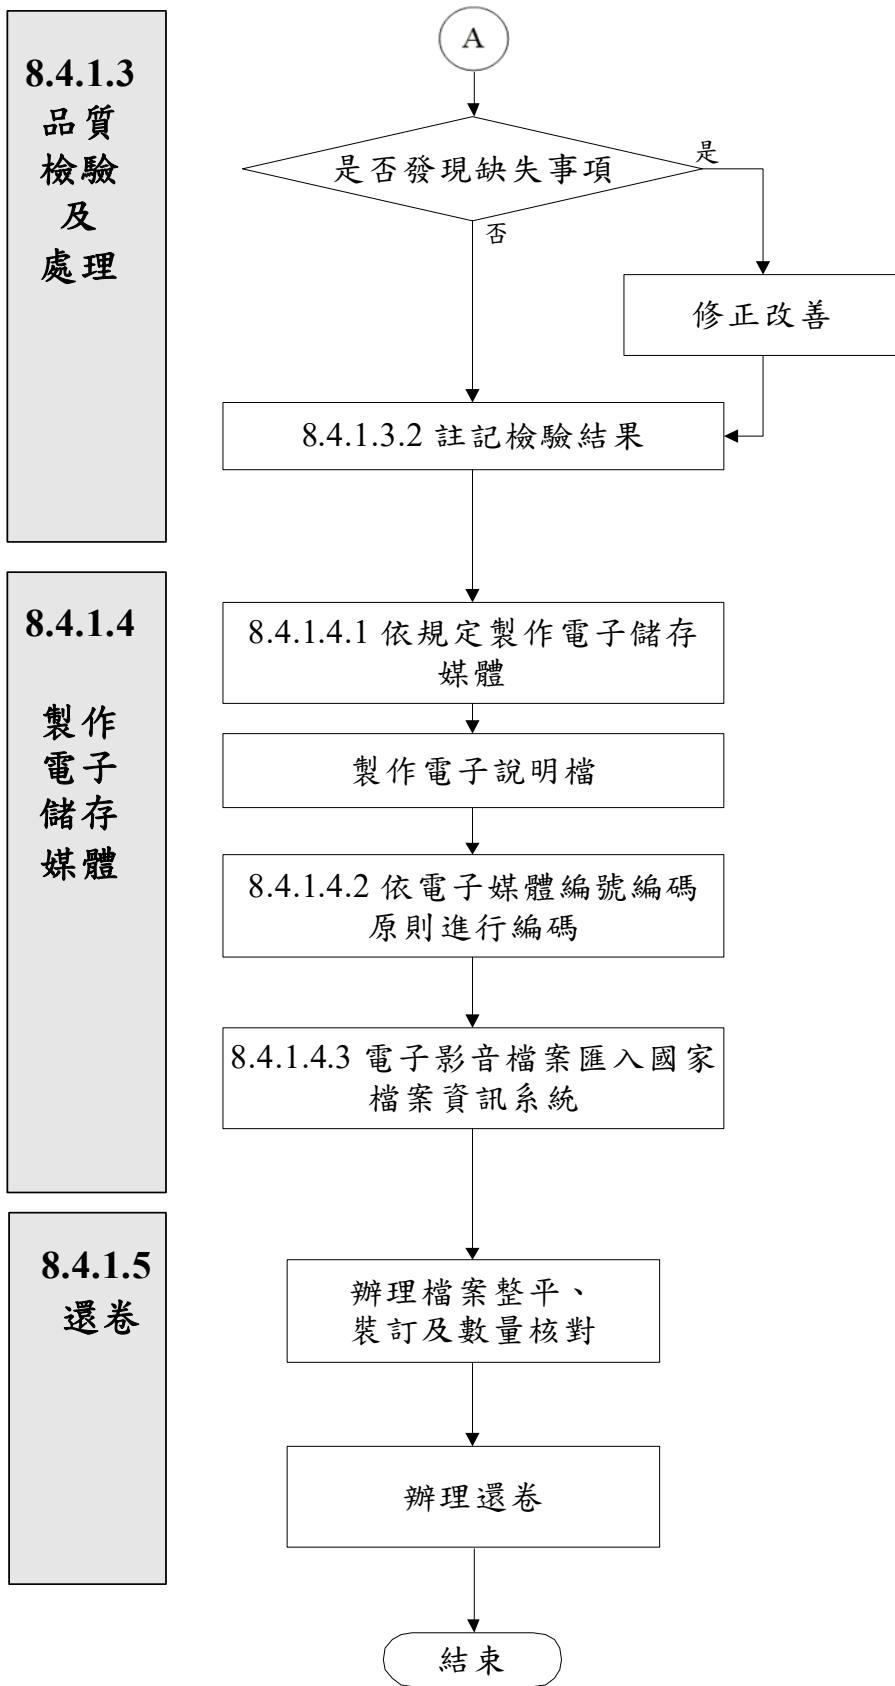 8.4.1.3
品質
檢驗
及
處理
A
是否發現缺失事項
是
否
修正改善
8.4.1.3.2 註記檢驗結果
8.4.1.4
製作
電子
儲存
媒體
8.4.1.4.1 依規定製作電子儲存
媒體
製作電子說明檔
8.4.1.4.2 依電子媒體編號編碼
原則進行編碼
8.4.1.4.3 電子影音檔案匯入國家
檔案資訊系統
8.4.1.5
還卷
辦理檔案整平、
裝訂及數量核對
辦理還卷
結束